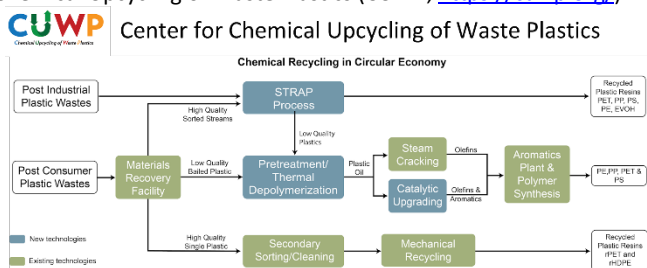 CUWP
Chemical Upcycling of Waste Plastics
Center for Chemical Upcycling of Waste Plastics
Chemical Recycling in Circular Economy
Post Industrial
Plastic Wastes
STRAP
Process
Recycled
Plastic Resins
PET, PP, PS,
PE, EVOH
High Quality
Sorted Streams
Low Quality
Plastics
Post Consumer
Plastic Wastes
Materials
Recovery
Facility
Low Quality
Bailed Plastic
Pretreatment/
Thermal
Depolymerization
Plastic
Oil
Steam
Cracking
Olefins
Catalytic
Upgrading
Olefins &
Aromatics
Aromatics
Plant &
Polymer
Synthesis
PE,PP, PET &
PS
High Quality
Single Plastic
Secondary
Sorting/Cleaning
Mechanical
Recycling
Recycled
Plastic Resins
rPET and
rHDPE
New technologies
Existing technologies